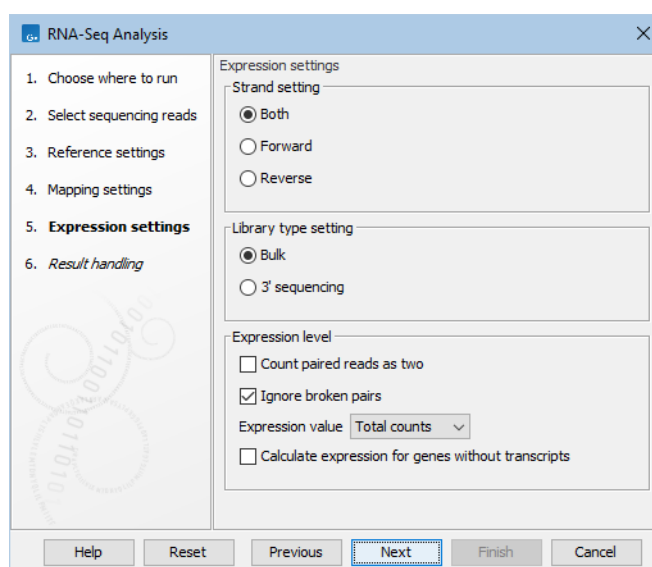 G. RNA-Seq Analysis
1. Choose where to run
2. Select sequencing reads
3. Reference settings
4. Mapping settings
5. Expression settings
6. Result handling
Expression settings
Strand setting
Both
Forward
Reverse
Library type setting
Bulk
3' sequencing
Expression level
Count paired reads as two
Ignore broken pairs
Expression value Total counts
Calculate expression for genes without transcripts
Help Reset Previous Next Finish Cancel